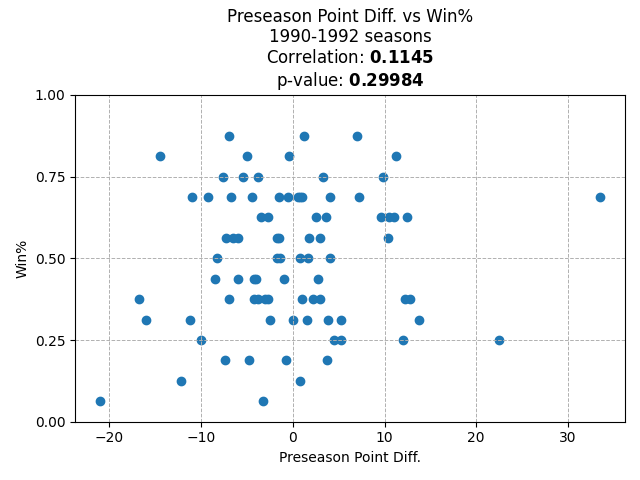 Preseason Point Diff. vs Win%
1990-1992 seasons
Correlation: 0.1145
p-value: 0.29984
1.00
0.75
0.50
0.25
0.00
Win%
−20
−10
0
10
20
30
Preseason Point Diff.